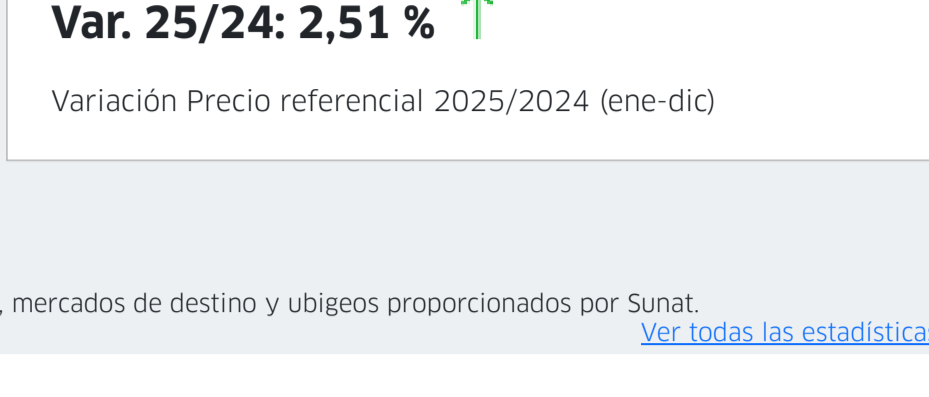 Var. 25/24: 2,51 %
Variación Precio referencial 2025/2024 (ene-dic)
, mercados de destino y ubigeos proporcionados por Sunat.
Ver todas las estadísticas